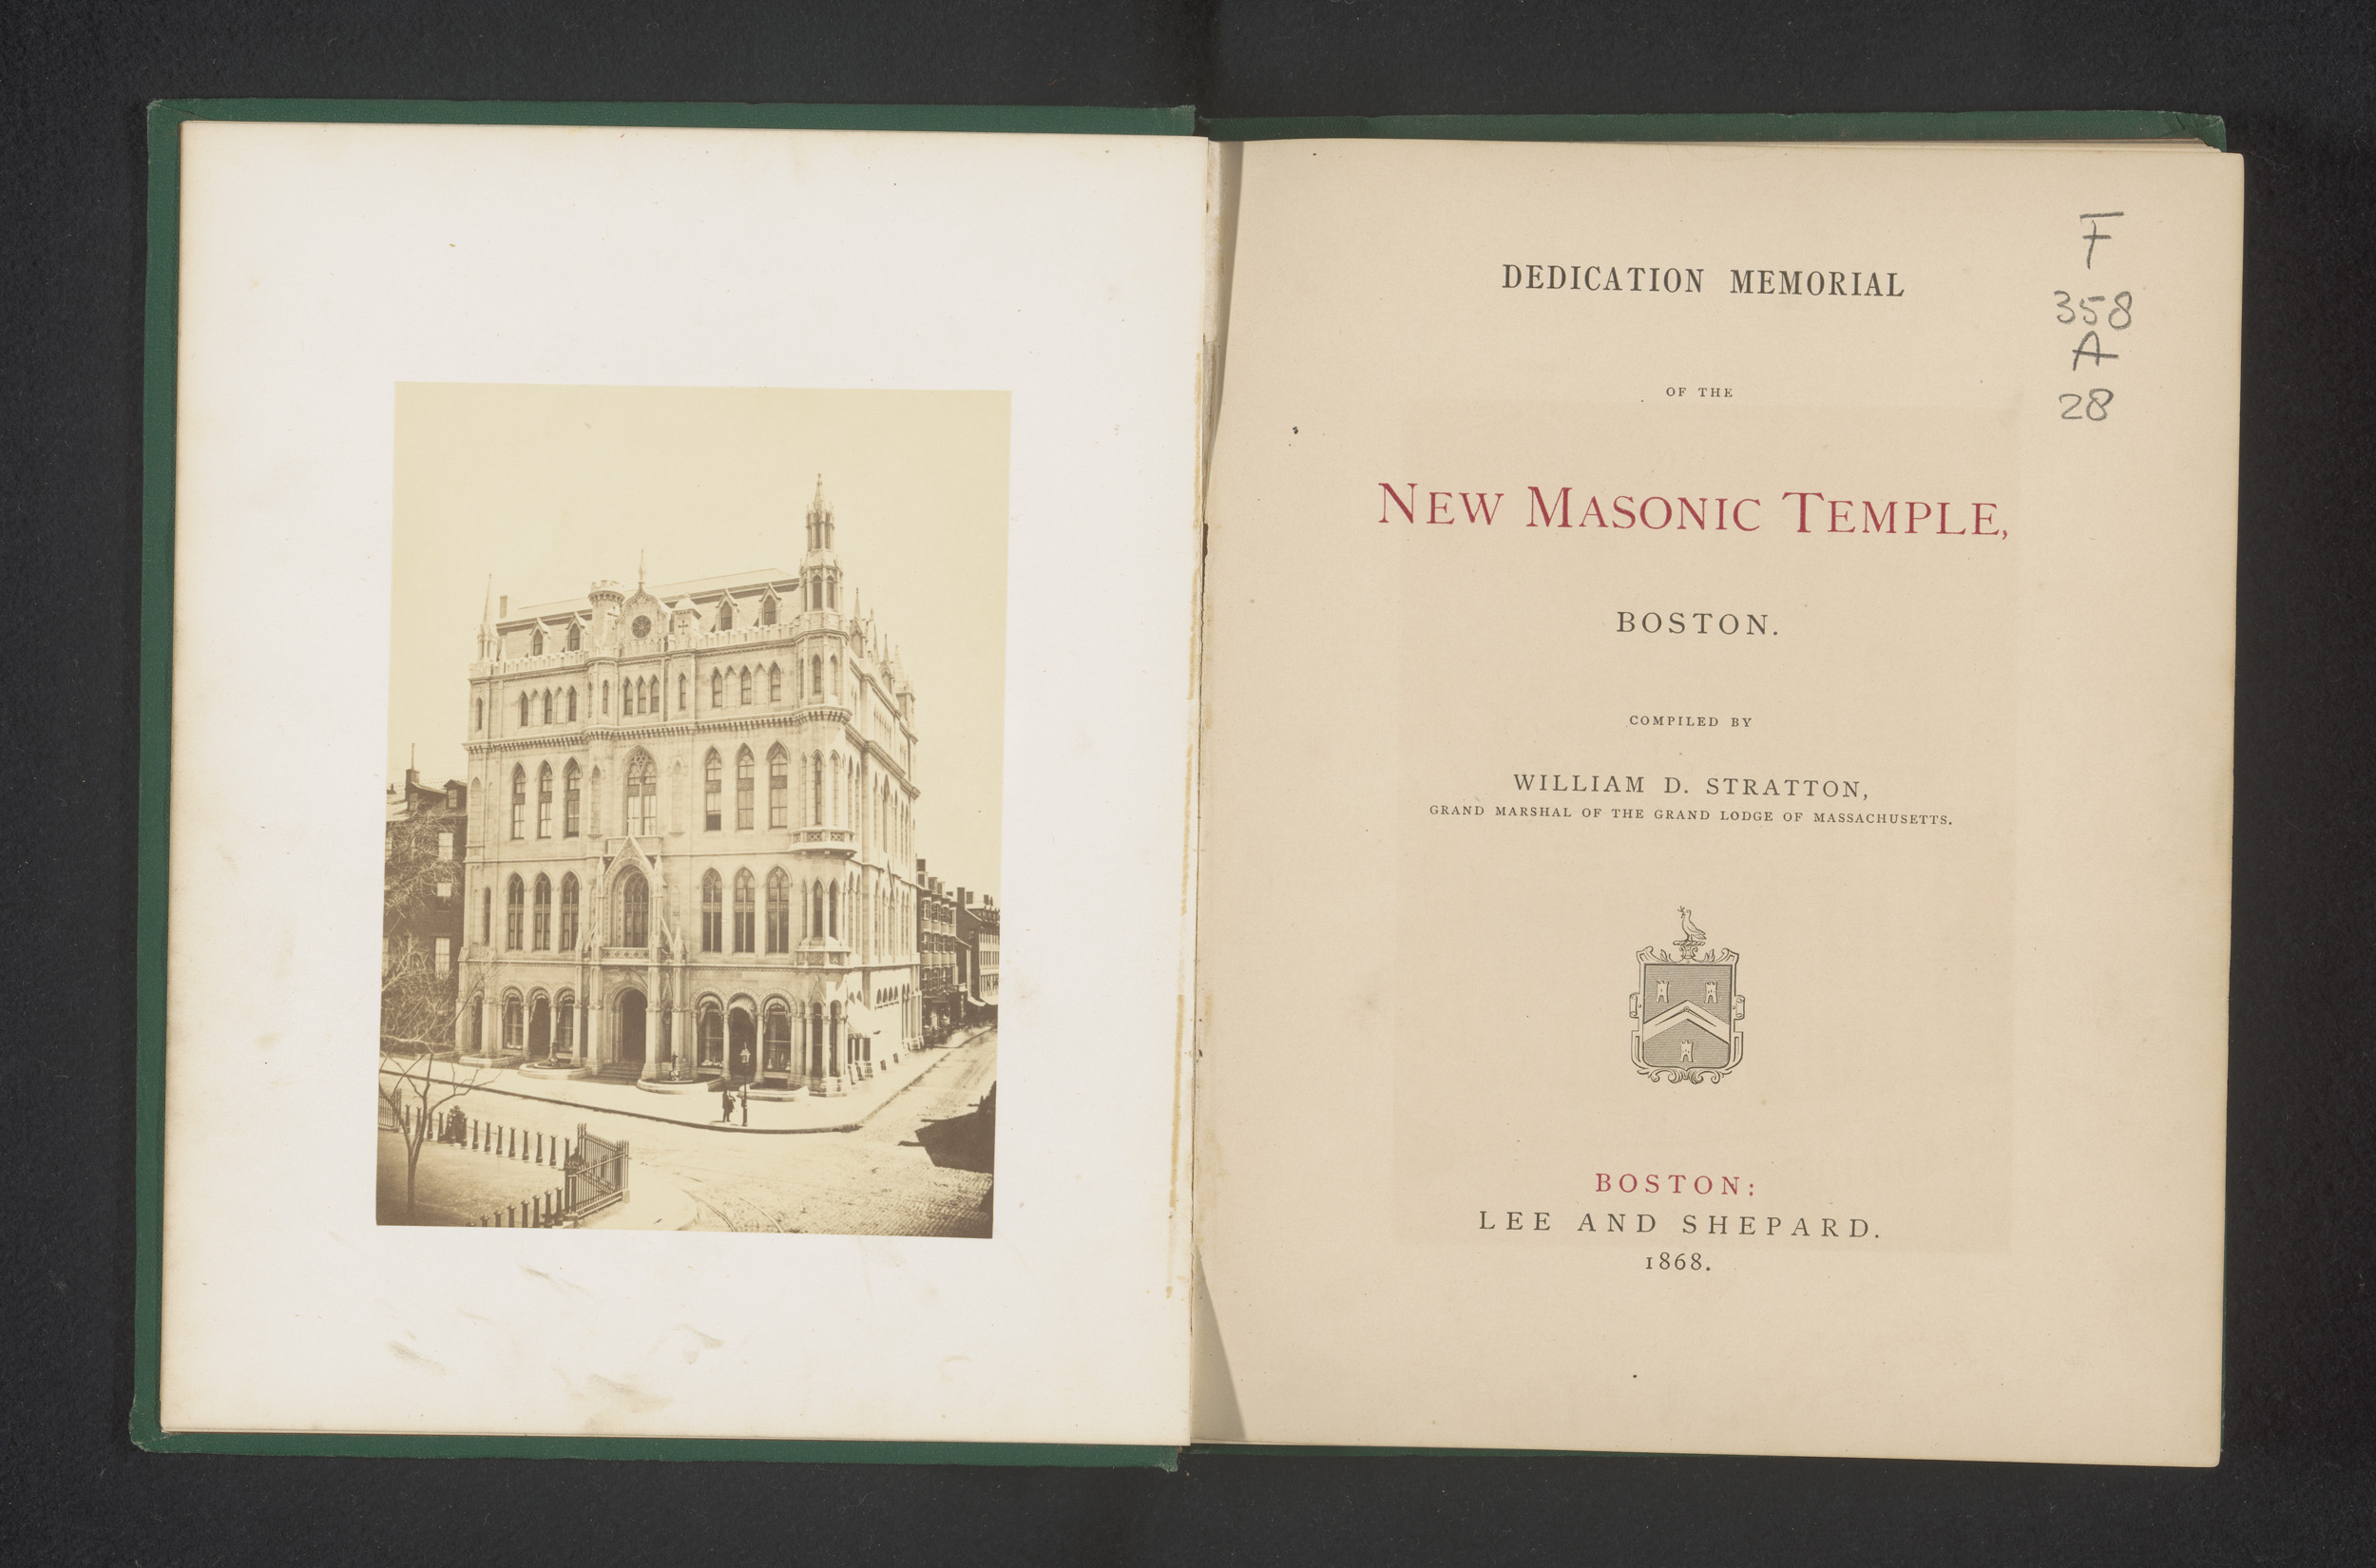 DEDICATION MEMORIAL
OF THE
NEW MASONIC TEMPLE,
BOSTON.
COMPILED BY
WILLIAM D. STRATTON,
GRAND MARSHAL OF THE GRAND LODGE OF MASSACHUSETTS.
BOSTON:
LEE AND SHEPARD.
1868.
F
358
A
28